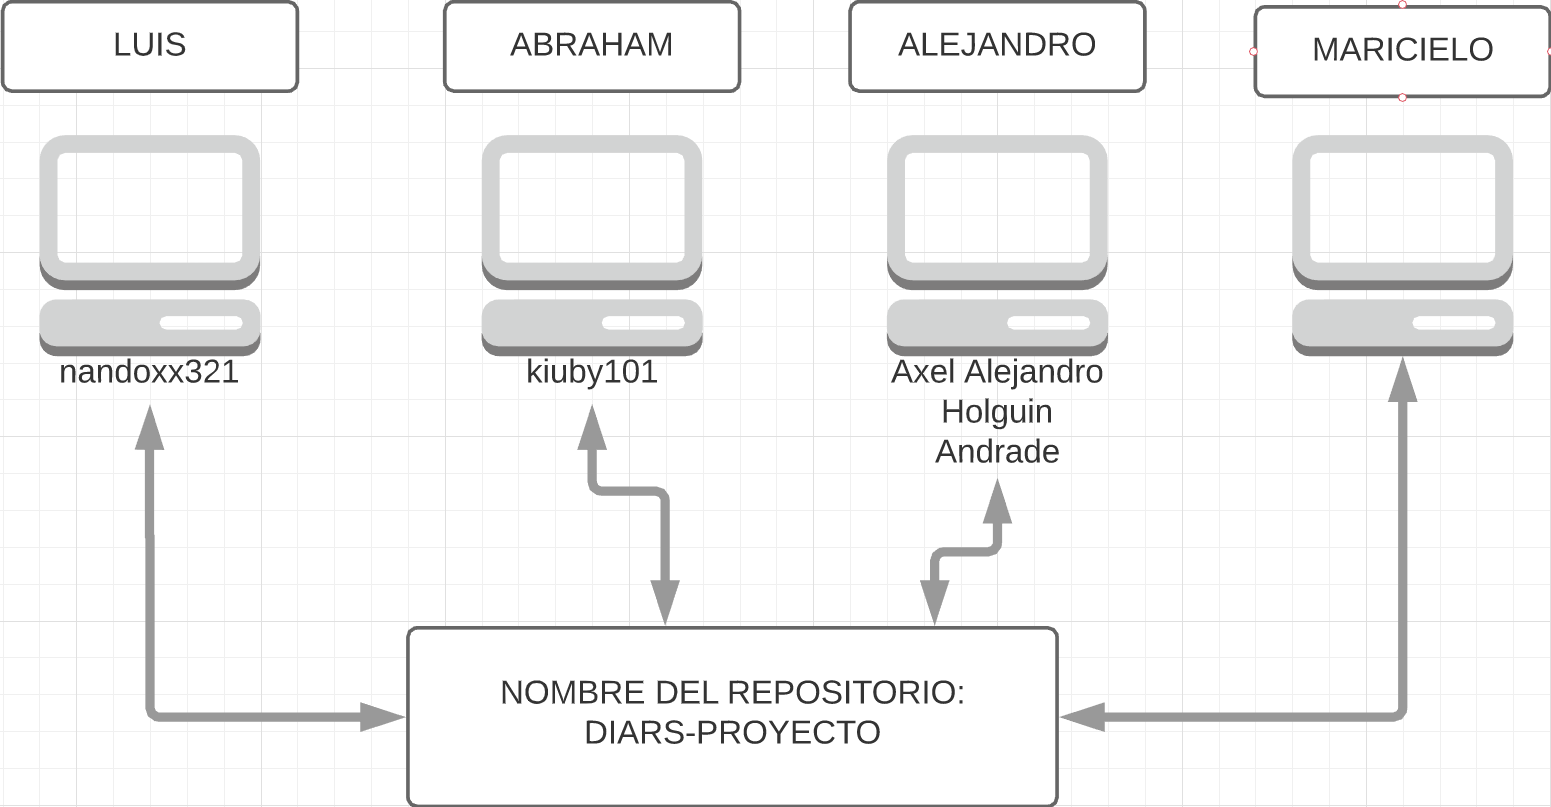 LUIS
ABRAHAM
ALEJANDRO
MARICIELO
nandoxx321
kiuby101
Axel Alejandro
Holguin
Andrade
NOMBRE DEL REPOSITORIO:
DIARS-PROYECTO